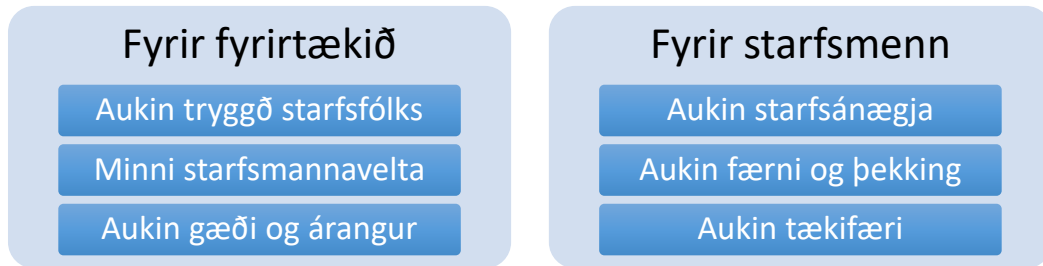 Fyrir fyrirtækið
Aukin tryggð starfsfólks
Minni starfsmannavelta
Aukin gæði og árangur
Fyrir starfsmenn
Aukin starfsánægja
Aukin færni og þekking
Aukin tækifæri